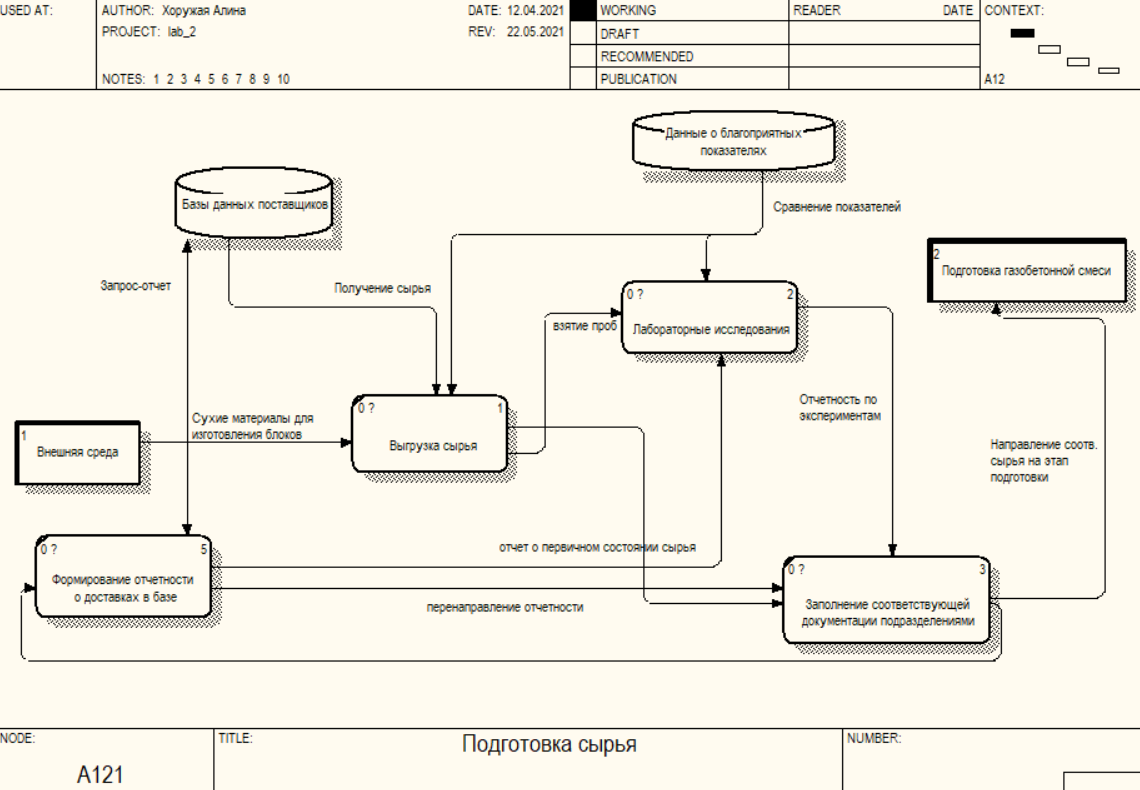 USED AT:
AUTHOR: Хоружая Алина
DATE: 12.04.2021
WORKING
READER
DATE
CONTEXT:
PROJECT: lab_2
REV: 22.05.2021
DRAFT
RECOMMENDED
NOTES: 1 2 3 4 5 6 7 8 9 10
PUBLICATION
A12
Данные о благоприятных
показателях
Базы данных поставщиков
Сравнение показателей
2
Подготовка газобетонной смеси
Запрос-отчет
Получение сырья
0 ?
2
Лабораторные исследования
взятие проб
Отчетность по
экспериментам
0 ?
1
Выгрузка сырья
Сухие материалы для
изготовления блоков
1
Внешняя среда
Направление соотв.
сырья на этап
подготовки
0 ?
5
Формирование отчетности
о доставках в базе
отчет о первичном состоянии сырья
перенаправление отчетности
0 ?
3
Заполнение соответствующей
документации подразделениями
NODE:
TITLE:
Подготовка сырья
NUMBER:
A121